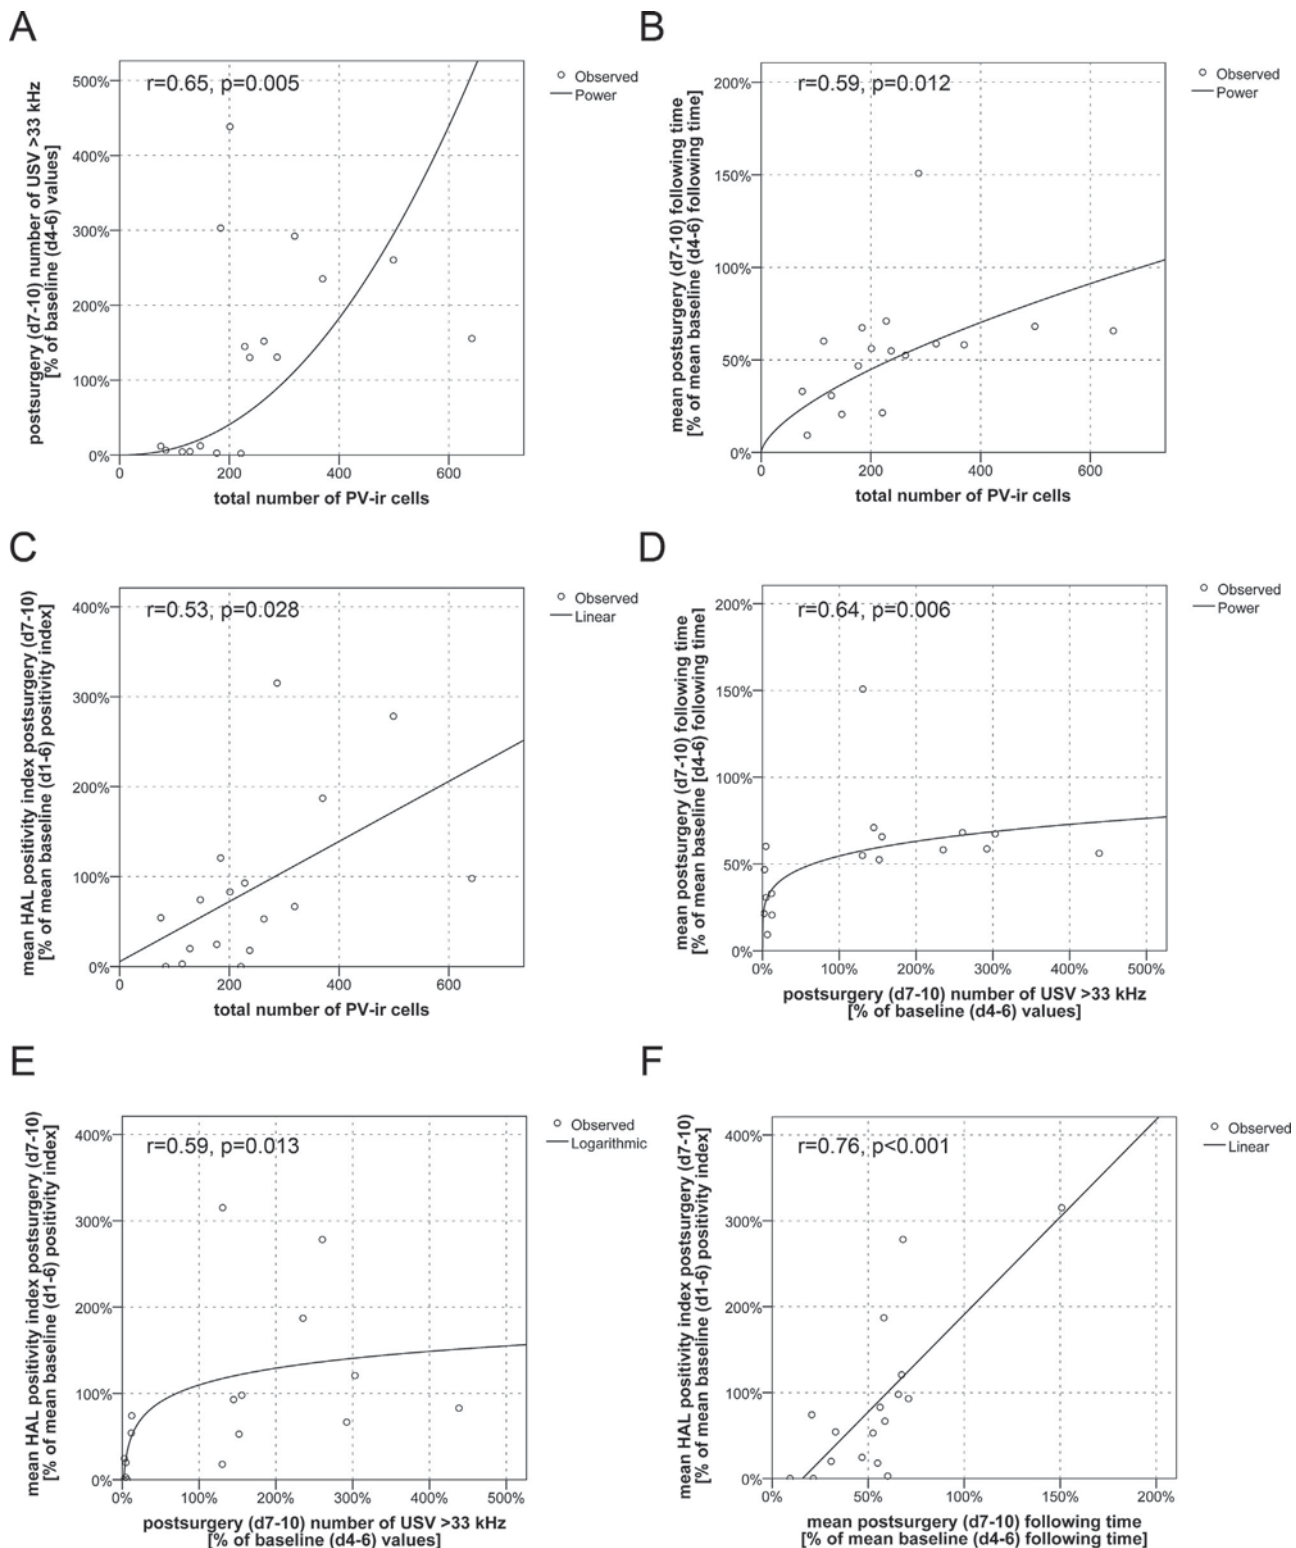 A
r=0.65, p=0.005
500%
400%
300%
200%
100%
0%
0
200
400
600
postsurgery (d7-10) number of USV >33 kHz
[% of baseline (d4-6) values]
total number of PV-ir cells
Observed
Power
B
r=0.59, p=0.012
200%
150%
100%
50%
0%
0
200
400
600
mean postsurgery (d7-10) following time
[% of mean baseline (d4-6) following time]
total number of PV-ir cells
Observed
Power
C
r=0.53, p=0.028
400%
300%
200%
100%
0%
0
200
400
600
mean HAL positivity index postsurgery (d7-10)
[% of mean baseline (d1-6) positivity index]
total number of PV-ir cells
Observed
Linear
D
r=0.64, p=0.006
200%
150%
100%
50%
0%
0%
100%
200%
300%
400%
500%
mean postsurgery (d7-10) following time
[% of mean baseline [d4-6) following time]
postsurgery (d7-10) number of USV >33 kHz
[% of baseline (d4-6) values]
Observed
Power
E
r=0.59, p=0.013
400%
300%
200%
100%
0%
0%
100%
200%
300%
400%
500%
mean HAL positivity index postsurgery (d7-10)
[% of mean baseline (d1-6) positivity index]
postsurgery (d7-10) number of USV >33 kHz
[% of baseline (d4-6) values]
Observed
Logarithmic
F
r=0.76, p<0.001
400%
300%
200%
100%
0%
0%
50%
100%
150%
200%
mean HAL positivity index postsurgery (d7-10)
[% of mean baseline (d1-6) positivity index]
mean postsurgery (d7-10) following time
[% of mean baseline (d4-6) following time]
Observed
Linear